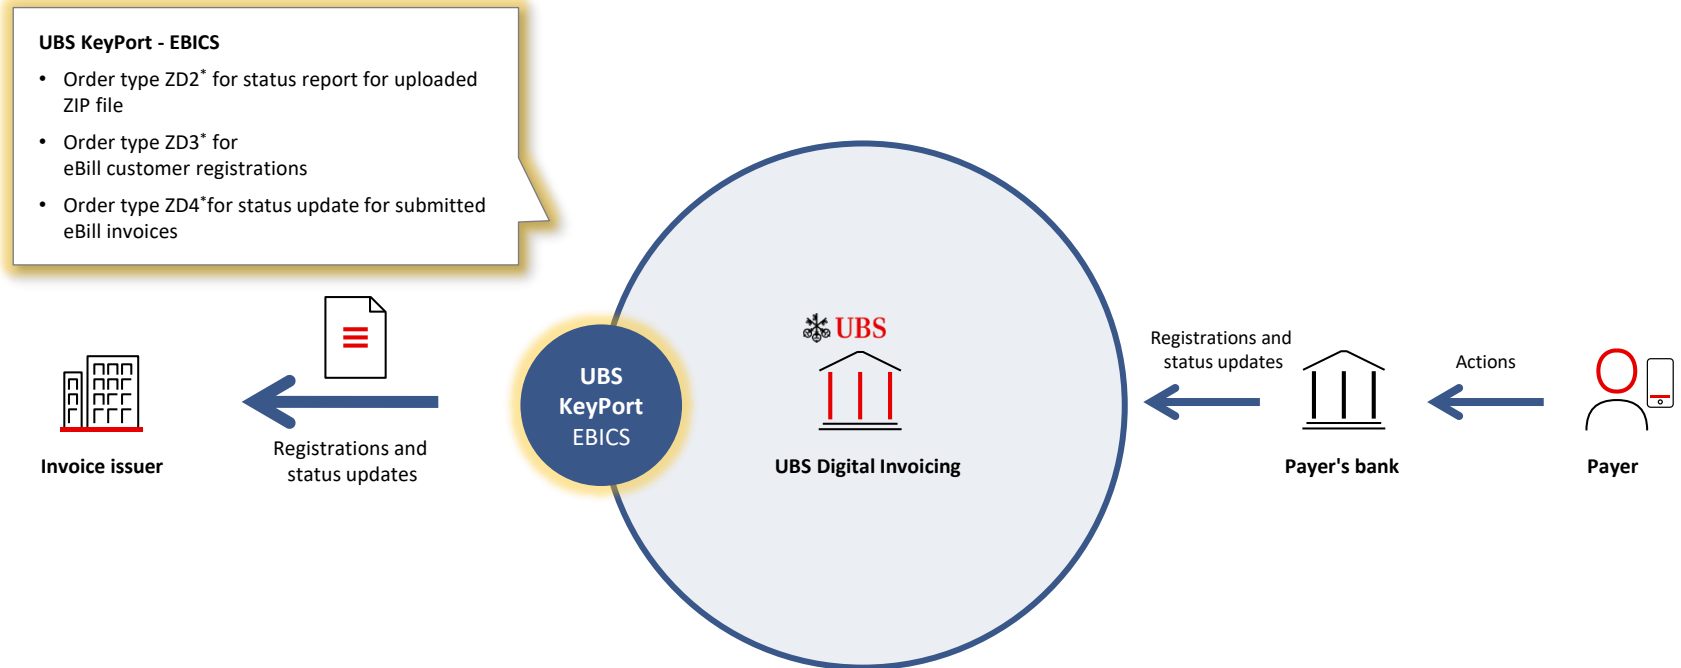 UBS KeyPort - EBICS
• Order type ZD2* for status report for uploaded
ZIP file
• Order type ZD3* for
eBill customer registrations
• Order type ZD4*for status update for submitted
eBill invoices
UBS
Registrations and
status updates
Actions
UBS
KeyPort
EBICS
Registrations and
status updates
Invoice issuer
UBS Digital Invoicing
Payer's bank
Payer